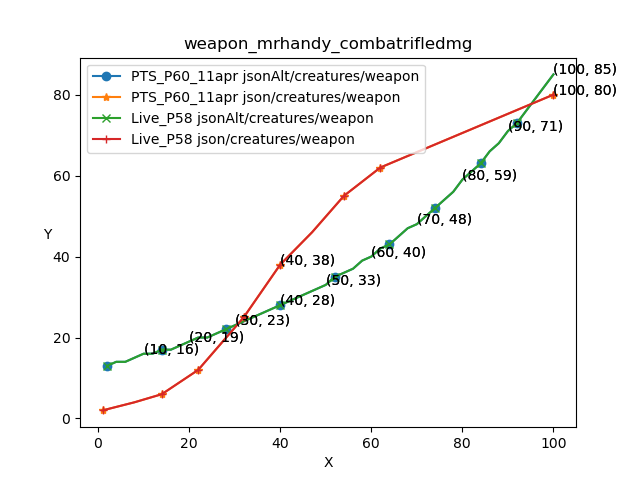 weapon_mrhandy_combatrifledmg
PTS_P60_11apr jsonAlt/creatures/weapon
PTS_P60_11apr json/creatures/weapon
Live_P58 jsonAlt/creatures/weapon
Live_P58 json/creatures/weapon
(100, 85)
(100, 80)
(90, 71)
(80, 59)
(70, 48)
(60, 40)
(50, 33)
(40, 38)
(40, 28)
(30, 23)
(20, 19)
(10, 16)
Y
80
60
40
20
0
0 20 40 60 80 100
X